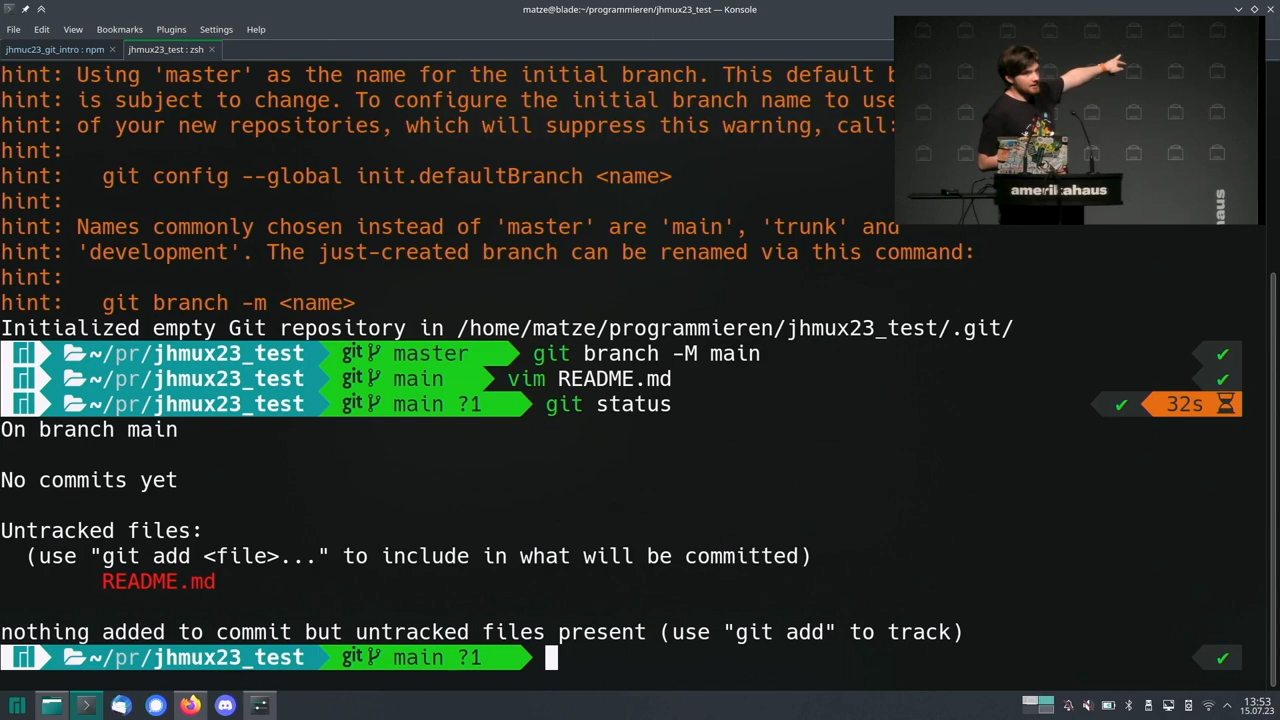 matze@blade:~/programmieren/jhmux23_test — Konsole
File Edit View Bookmarks Plugins Settings Help
jhmuc23_git_intro : npm
jhmux23_test : zsh
hint: Using 'master' as the name for the initial branch. This default b
hint: is subject to change. To configure the initial branch name to use
hint: of your new repositories, which will suppress this warning, call:
hint:
hint:   git config --global init.defaultBranch <name>
hint:
hint: Names commonly chosen instead of 'master' are 'main', 'trunk' and
hint: 'development'. The just-created branch can be renamed via this command:
hint:
hint:   git branch -m <name>
Initialized empty Git repository in /home/matze/programmieren/jhmux23_test/.git/
~/pr/jhmux23_test git master git branch -M main ✔
~/pr/jhmux23_test git main vim README.md ✔
~/pr/jhmux23_test git main ?1 git status ✔ 32s
On branch main
No commits yet
Untracked files:
  (use "git add <file>..." to include in what will be committed)
        README.md
nothing added to commit but untracked files present (use "git add" to track)
~/pr/jhmux23_test git main ?1 ✔
amerikahaus
haus
13:53
15.07.23